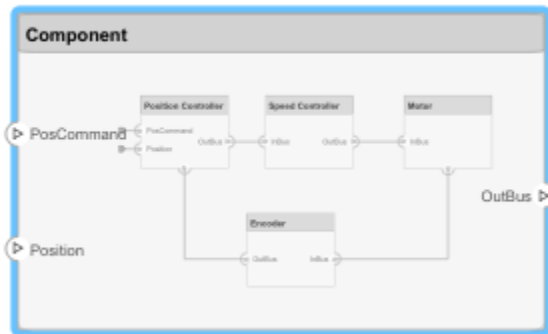 Component
Position Controller
Speed Controller
Motor
PosCommand
PosCommand
OutBus
InBus
OutBus
InBus
Position
OutBus
Encoder
Position
OutBus
InBus